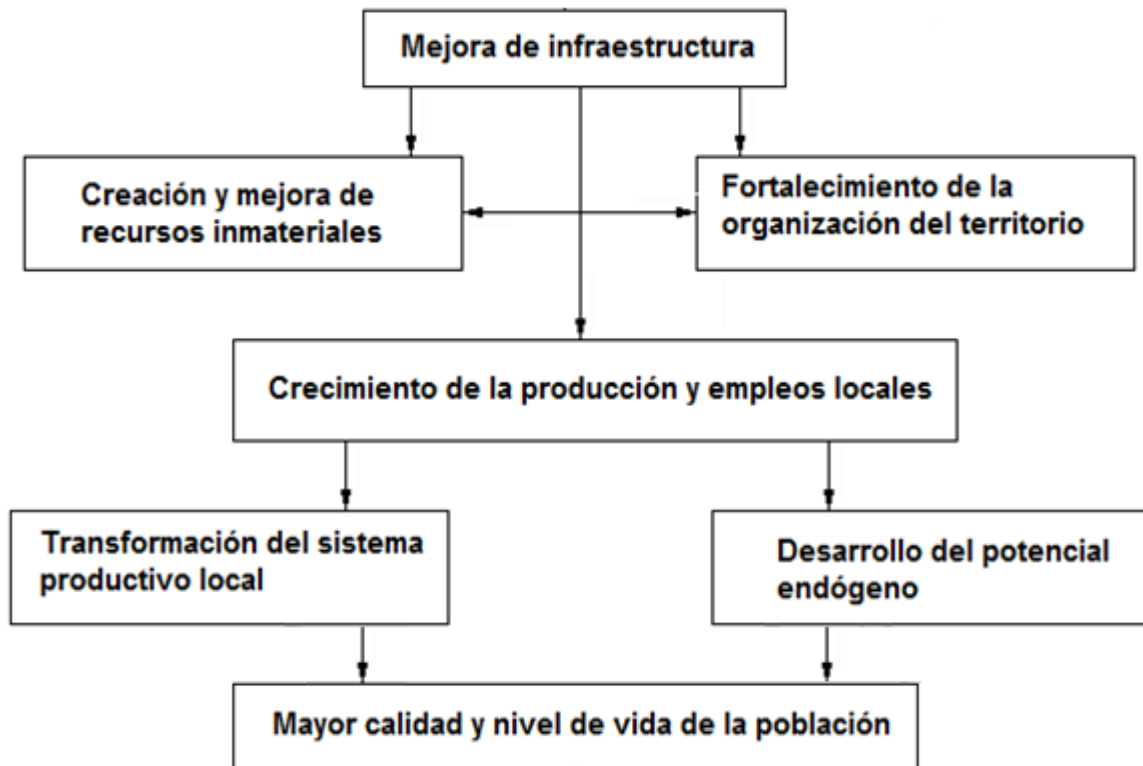 Mejora de infraestructura
Creación y mejora de
recursos inmateriales
Fortalecimiento de la
organización del territorio
Crecimiento de la producción y empleos locales
Transformación del sistema
productivo local
Desarrollo del potencial
endógeno
Mayor calidad y nivel de vida de la población